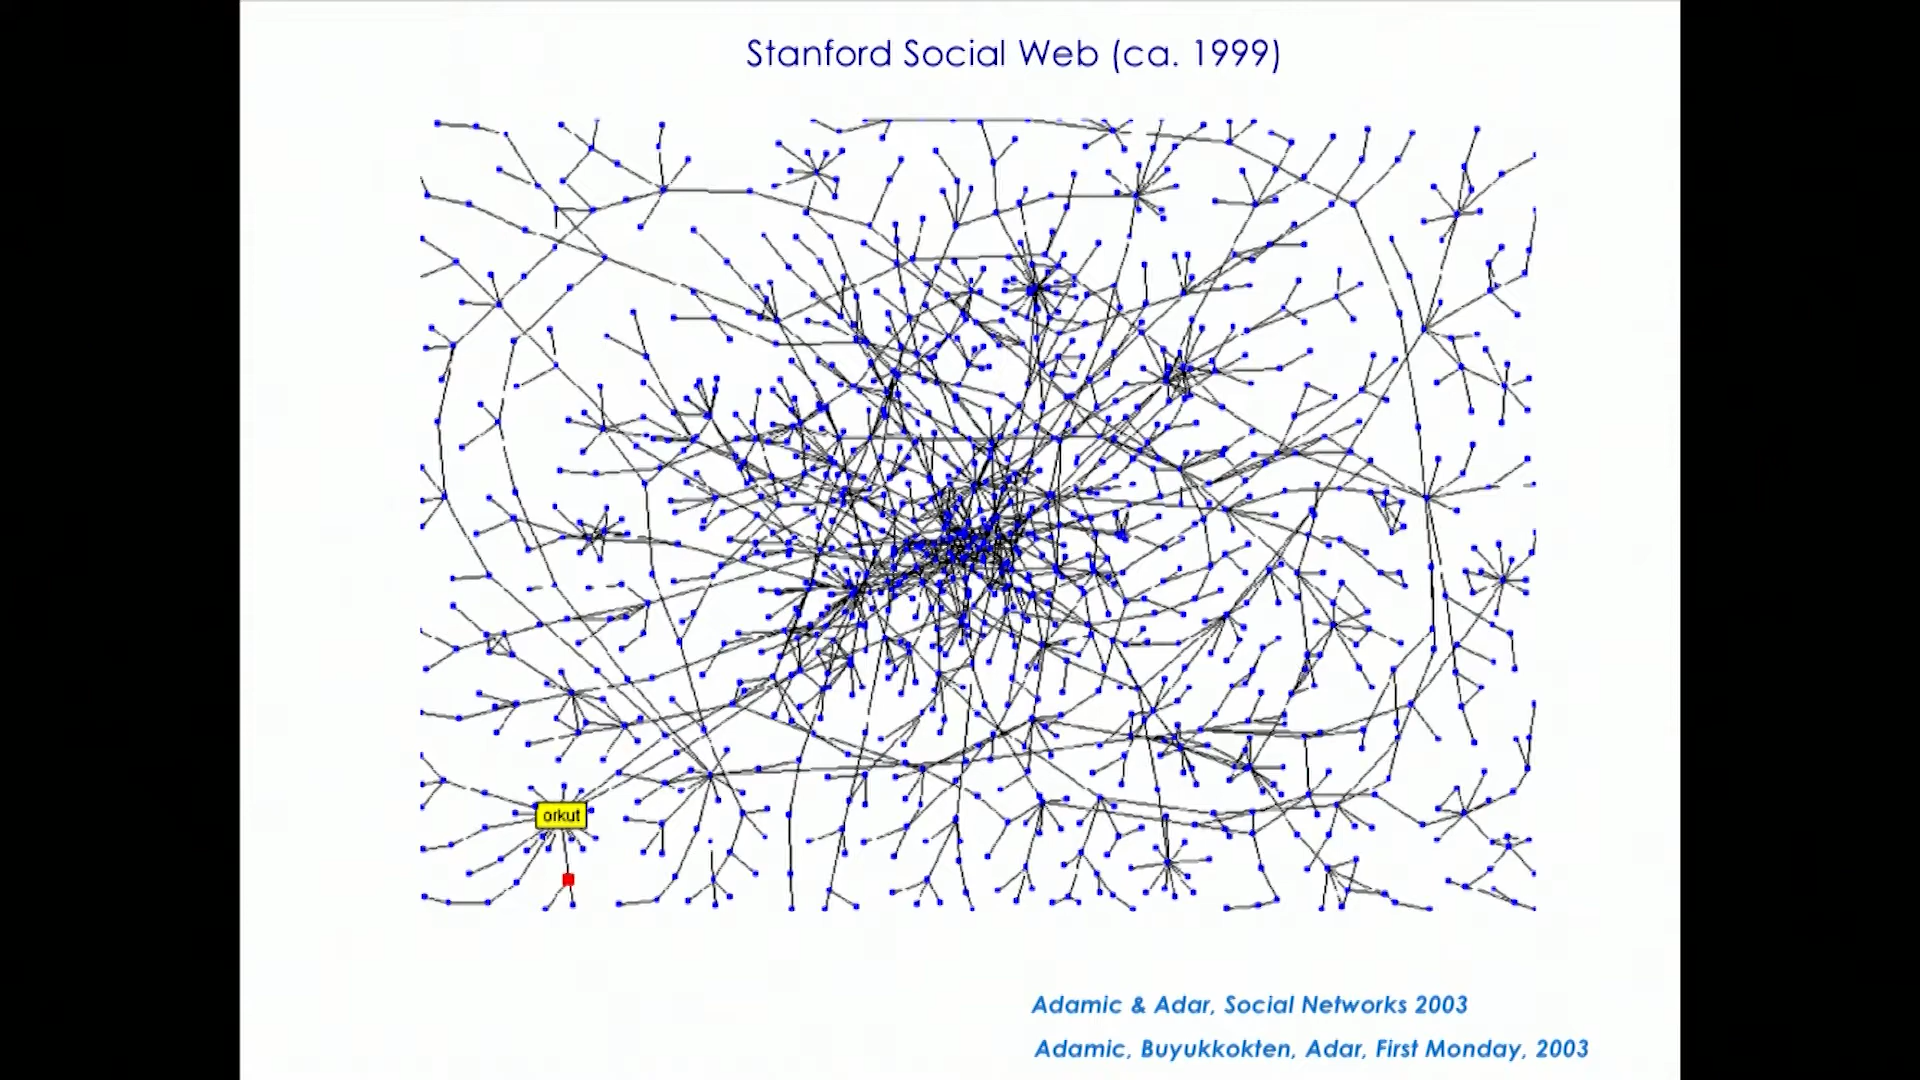 Stanford Social Web (ca. 1999)
orkut
Adamic & Adar, Social Networks 2003
Adamic, Buyukkokten, Adar, First Monday, 2003